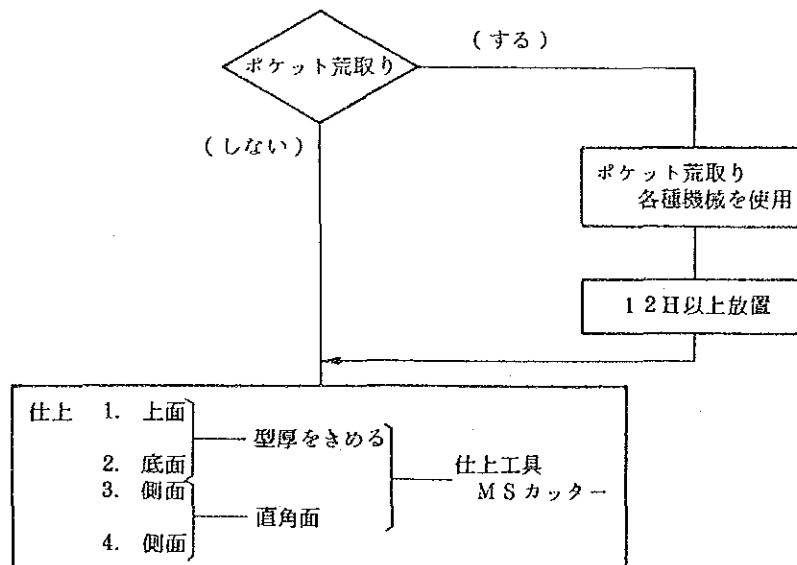 ポケット荒取り
(する)
(しない)
ポケット荒取り
各種機械を使用
12日以上放置
仕上 1. 上面
型厚をきめる
2. 底面
3. 側面
直角面
4. 側面
仕上工具
MSカッター